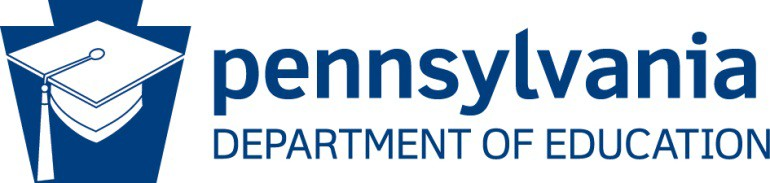 pennsylvania
DEPARTMENT OF EDUCATION